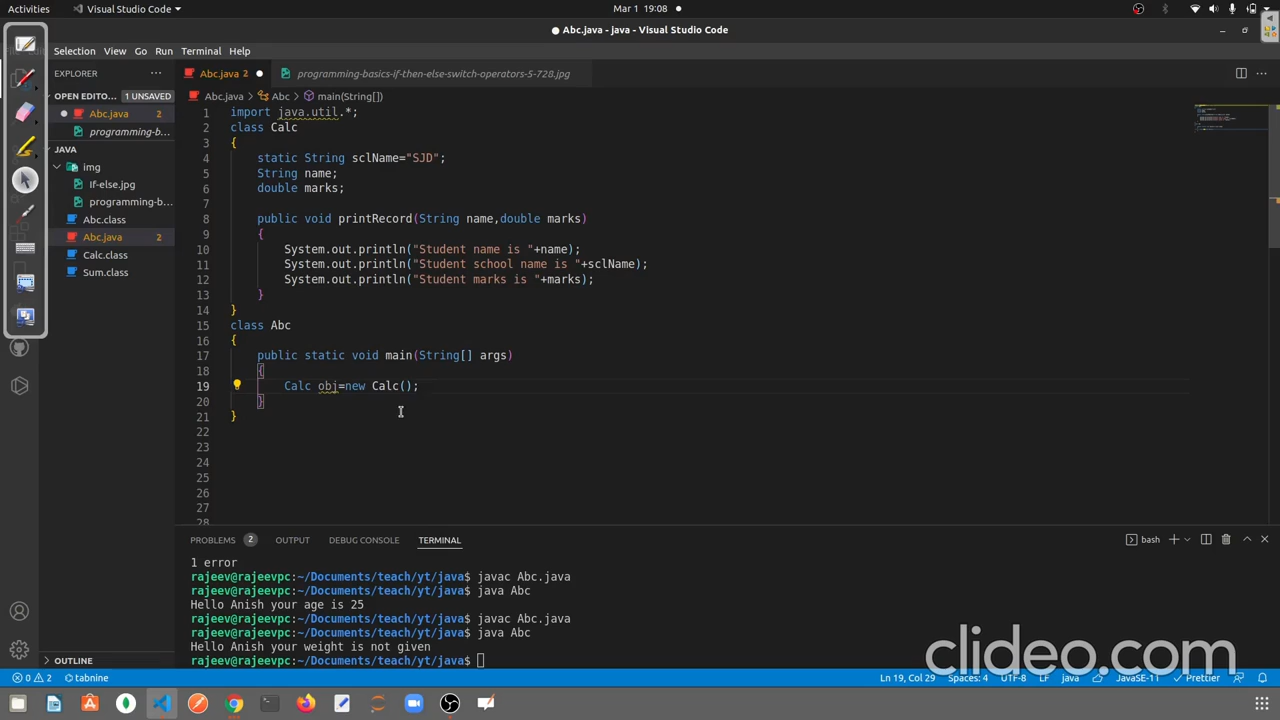 Activities
Visual Studio Code
Mar 1 19:08
Abc.java - java - Visual Studio Code
Selection View Go Run Terminal Help
EXPLORER
Abc.java 2
programming-basics-if-then-else-switch-operators-5-728.jpg
OPEN EDITO... 1 UNSAVED
Abc.java 2
programming-b...
JAVA
img
If-else.jpg
programming-b...
Abc.class
Abc.java 2
Calc.class
Sum.class
Abc.java > Abc > main(String[])
1 import java.util.*;
2 class Calc
3 {
4 static String sclName="SJD";
5 String name;
6 double marks;
7
8 public void printRecord(String name,double marks)
9 {
10 System.out.println("Student name is "+name);
11 System.out.println("Student school name is "+sclName);
12 System.out.println("Student marks is "+marks);
13 }
14 }
15 class Abc
16 {
17 public static void main(String[] args)
18 {
19 Calc obj=new Calc();
20 }
21 }
22
23
24
25
26
27
28
PROBLEMS 2 OUTPUT DEBUG CONSOLE TERMINAL
bash
1 error
rajeev@rajeevpc:~/Documents/teach/yt/java$ javac Abc.java
rajeev@rajeevpc:~/Documents/teach/yt/java$ java Abc
Hello Anish your age is 25
rajeev@rajeevpc:~/Documents/teach/yt/java$ javac Abc.java
rajeev@rajeevpc:~/Documents/teach/yt/java$ java Abc
Hello Anish your weight is not given
rajeev@rajeevpc:~/Documents/teach/yt/java$
OUTLINE
clideo.com
0 2 tabnine
Ln 19, Col 29 Spaces: 4 UTF-8 LF java JavaSE-11 Prettier